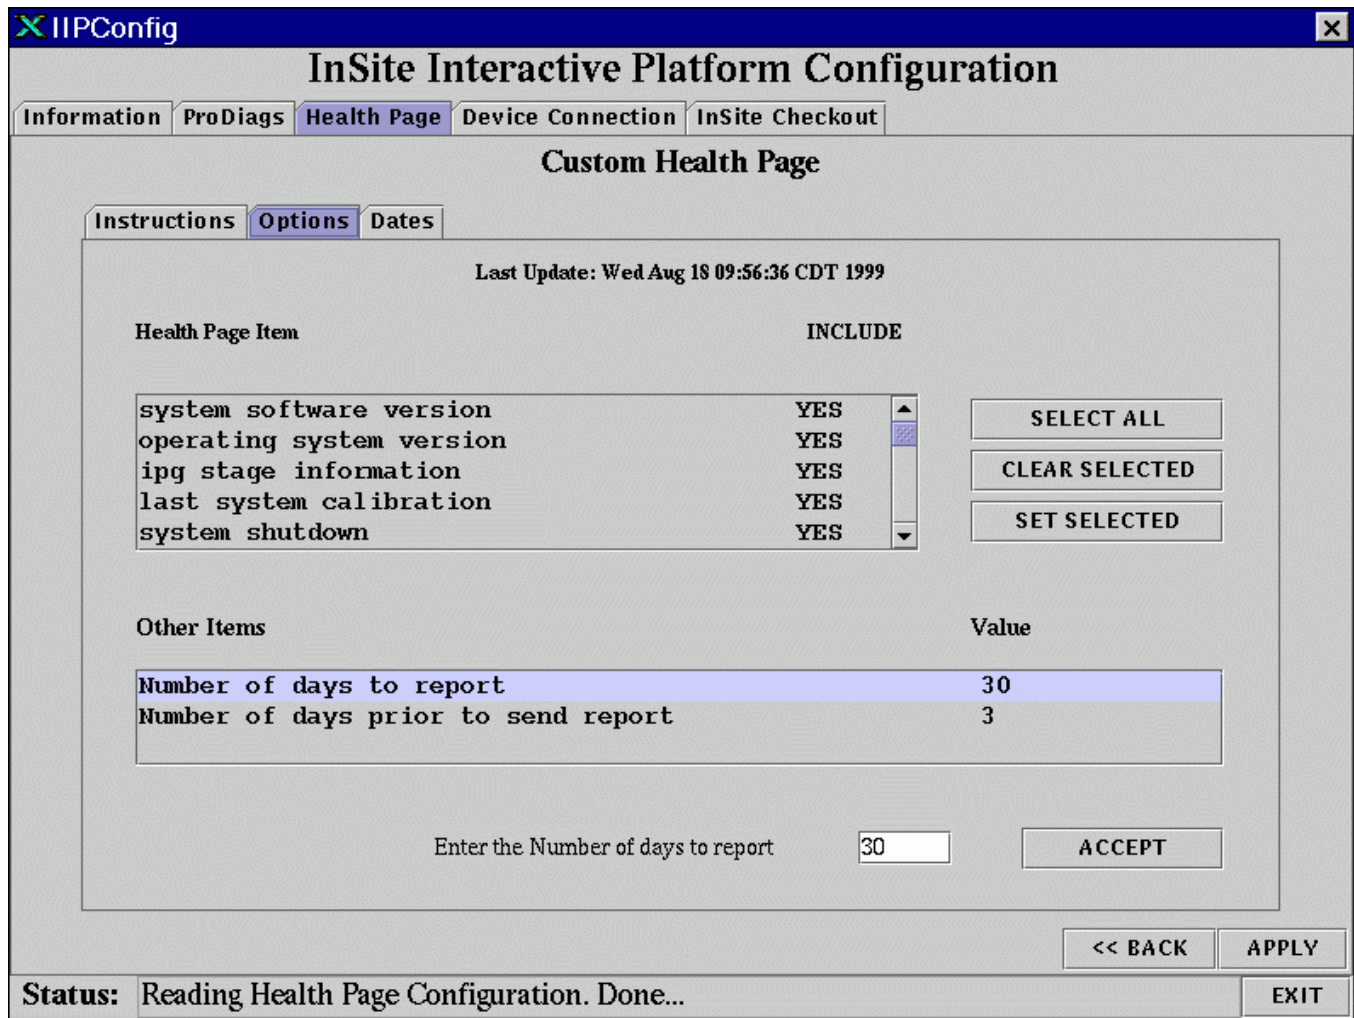 IIPConfig
InSite Interactive Platform Configuration
Information ProDiags Health Page Device Connection InSite Checkout
Custom Health Page
Instructions Options Dates
Last Update: Wed Aug 18 09:56:36 CDT 1999
Health Page Item INCLUDE
system software version YES
operating system version YES
ipg stage information YES
last system calibration YES
system shutdown YES
SELECT ALL
CLEAR SELECTED
SET SELECTED
Other Items Value
Number of days to report 30
Number of days prior to send report 3
Enter the Number of days to report 30 ACCEPT
<< BACK APPLY
Status: Reading Health Page Configuration. Done... EXIT